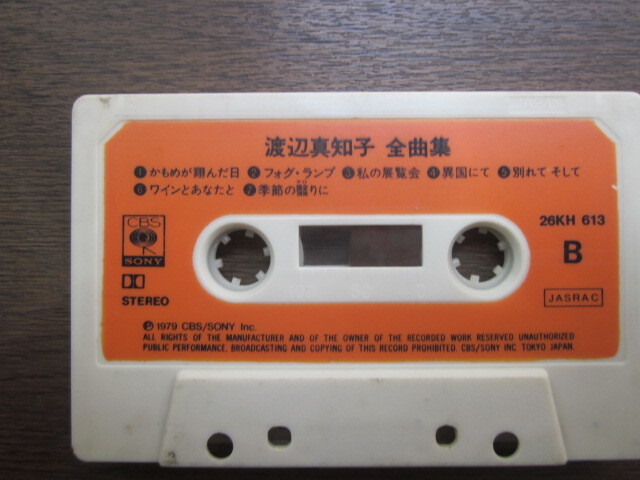 渡辺真知子 全曲集
❶かもめが翔んだ日 ❷フォグ・ランプ ❸私の展覧会 ❹異国にて ❺別れて そして
❻ワインとあなたと ❼季節の翳りに
CBS
SONY
26KH 613
B
STEREO
JASRAC
Ⓟ1979 CBS/SONY Inc.
ALL RIGHTS OF THE MANUFACTURER AND OF THE OWNER OF THE RECORDED WORK RESERVED UNAUTHORIZED
PUBLIC PERFORMANCE, BROADCASTING AND COPYING OF THIS RECORD PROHIBITED. CBS/SONY INC. TOKYO JAPAN.